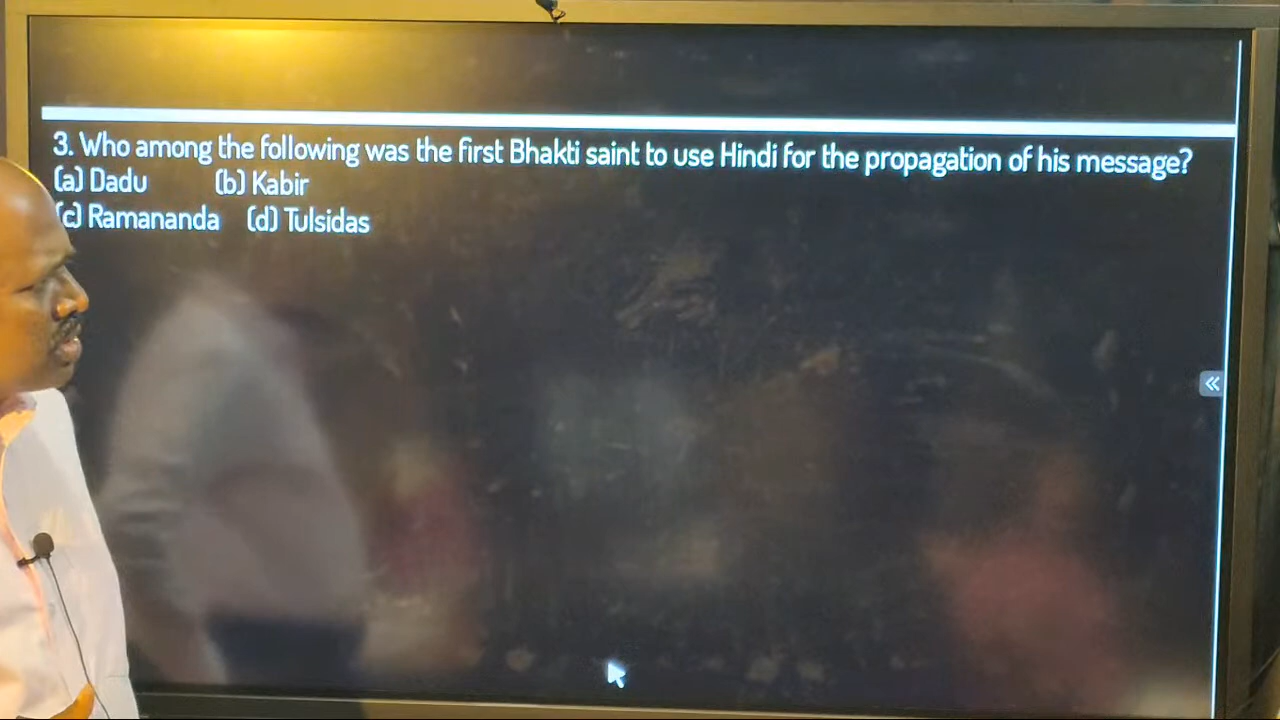 3. Who among the following was the first Bhakti saint to use Hindi for the propagation of his message?
(a) Dadu (b) Kabir
(c) Ramananda (d) Tulsidas